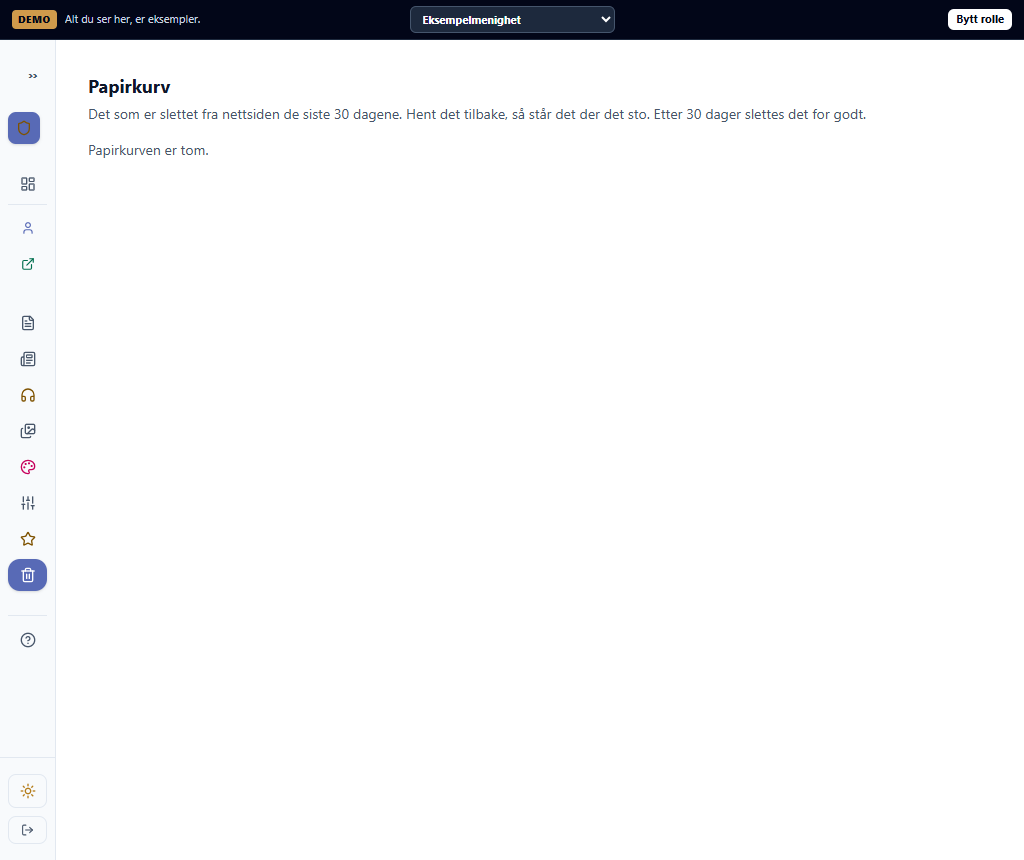 DEMO Alt du ser her, er eksempler. Eksempelmenighet Bytt rolle
Papirkurv
Det som er slettet fra nettsiden de siste 30 dagene. Hent det tilbake, så står det der det sto. Etter 30 dager slettes det for godt.
Papirkurven er tom.